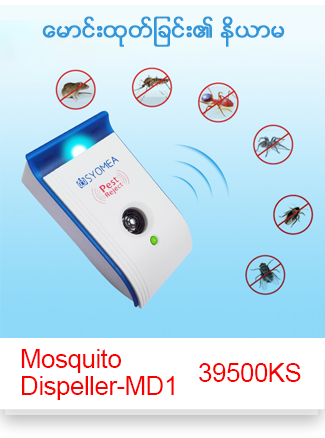 မောင်းထုတ်ခြင်း၏ နိယာမ
SYOMEA
Pest
Reject
Mosquito
Dispeller-MD1
39500KS